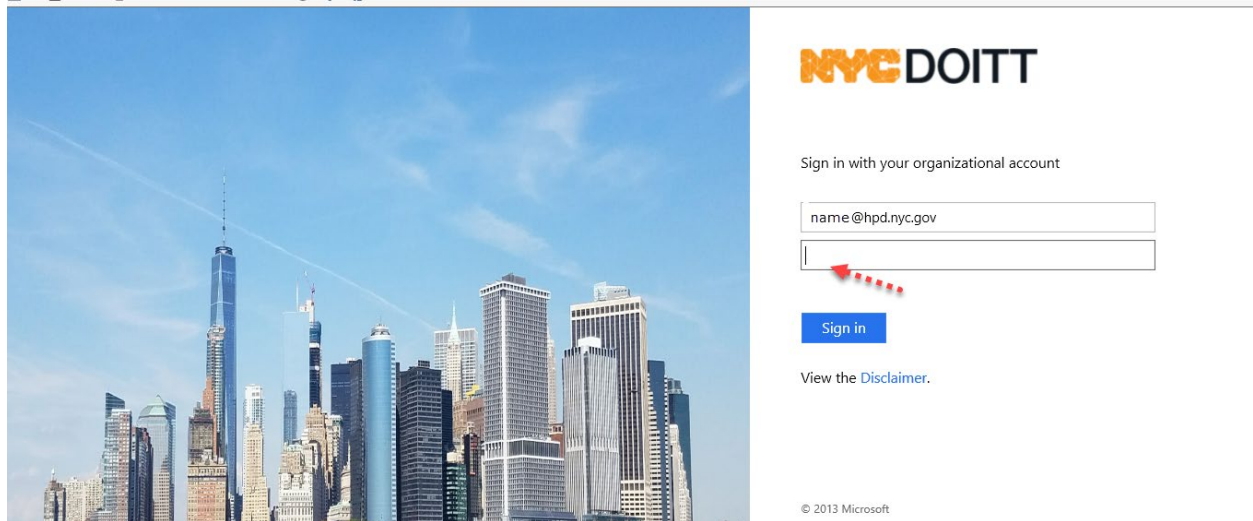 NYC DOITT
Sign in with your organizational account
name@hpd.nyc.gov
Sign in
View the Disclaimer.
© 2013 Microsoft